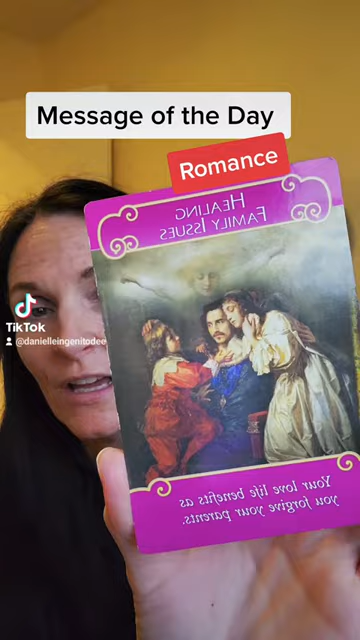 Message of the Day
Romance
HEALING
FAMILY ISSUES
TikTok
@danielleingenitodee
Your love life benefits as
you forgive your parents.